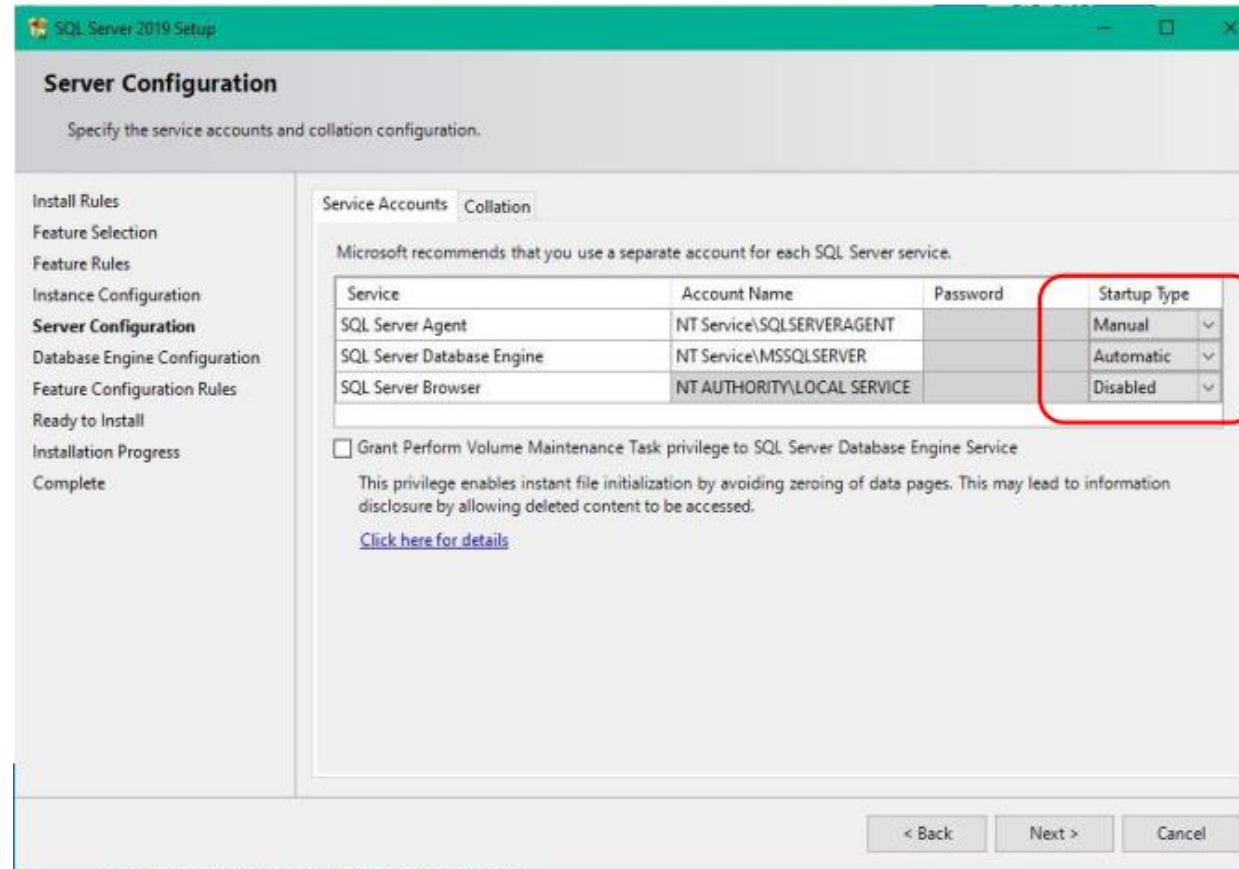 SQL Server 2019 Setup
Server Configuration
Specify the service accounts and collation configuration.
Install Rules
Feature Selection
Feature Rules
Instance Configuration
Server Configuration
Database Engine Configuration
Feature Configuration Rules
Ready to Install
Installation Progress
Complete
Service Accounts Collation
Microsoft recommends that you use a separate account for each SQL Server service.
Service Account Name Password Startup Type
SQL Server Agent NT Service\SQLSERVERAGENT Manual
SQL Server Database Engine NT Service\MSSQLSERVER Automatic
SQL Server Browser NT AUTHORITY\LOCAL SERVICE Disabled
Grant Perform Volume Maintenance Task privilege to SQL Server Database Engine Service
This privilege enables instant file initialization by avoiding zeroing of data pages. This may lead to information
disclosure by allowing deleted content to be accessed.
Click here for details
< Back Next > Cancel